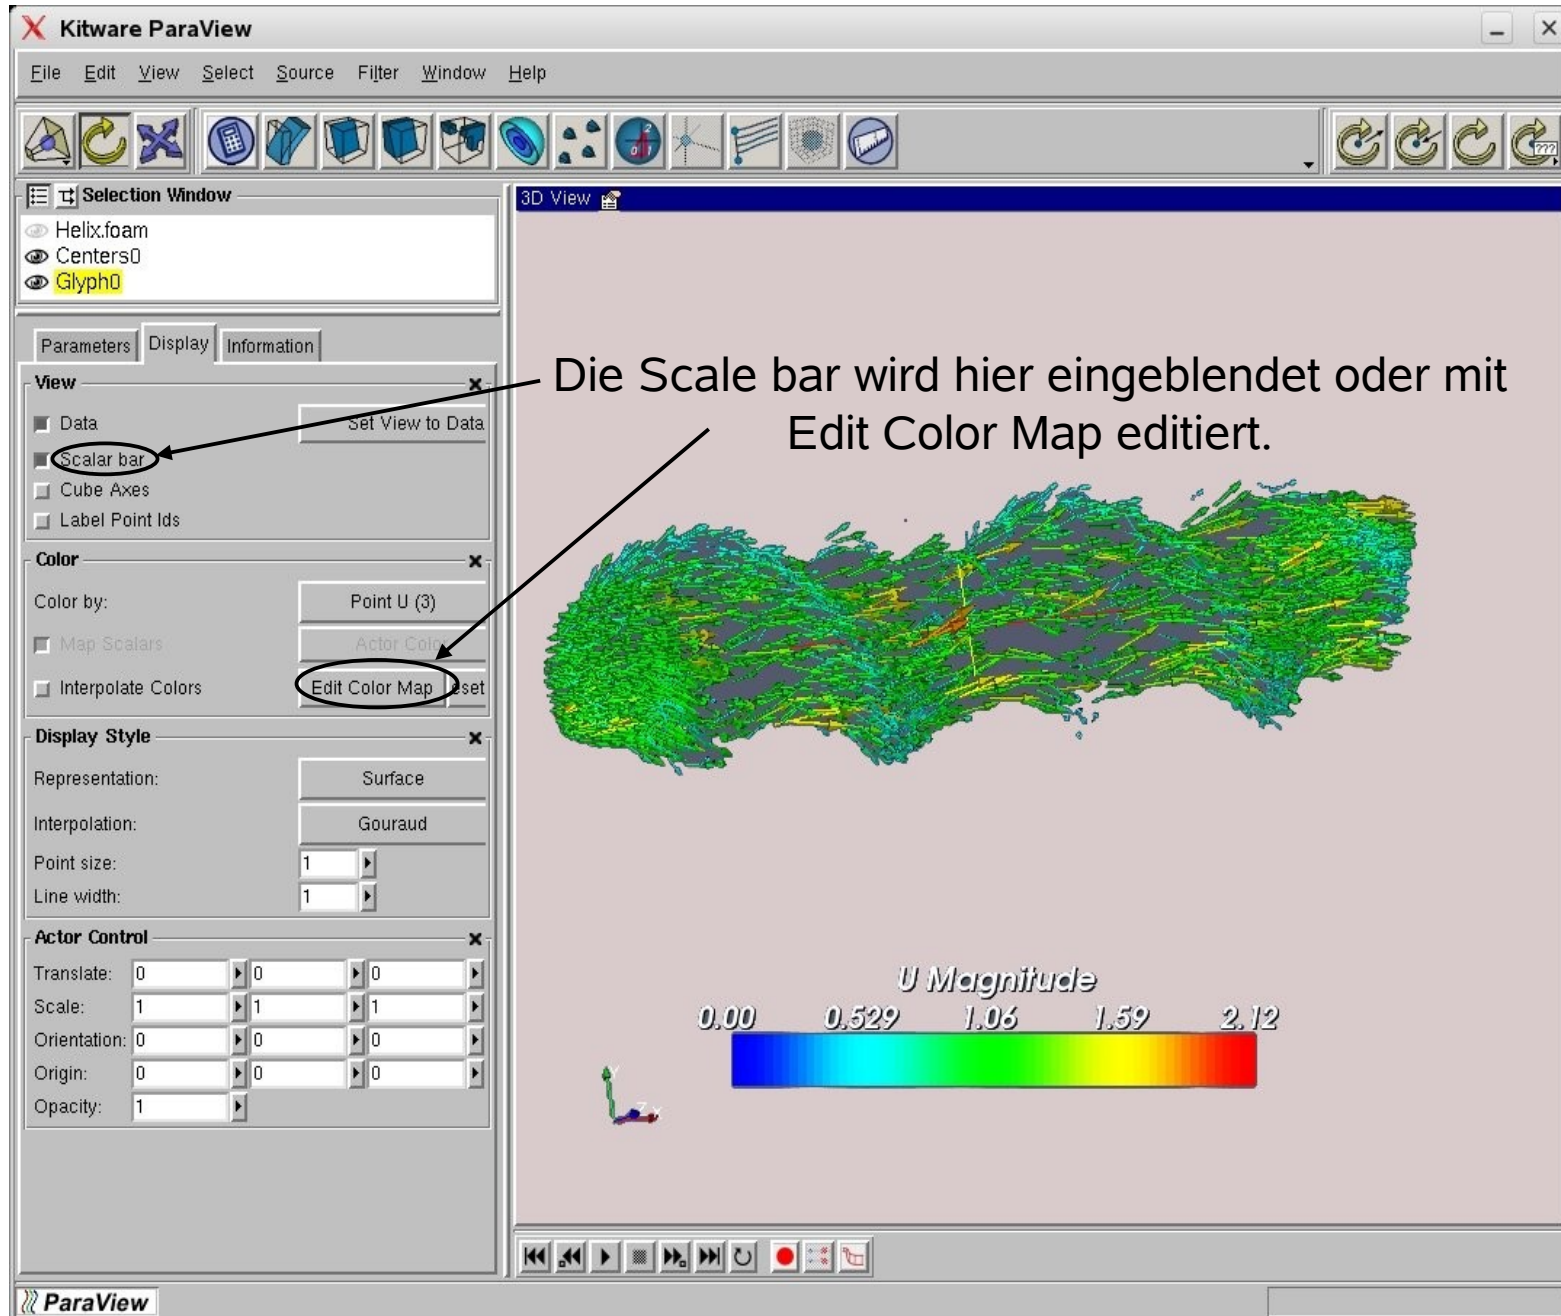 Kitware ParaView
File Edit View Select Source Filter Window Help
Selection Window
Helix.foam
Centers0
Glyph0
3D View
Parameters Display Information
View
Data Set View to Data
Scalar bar
Cube Axes
Label Point Ids
Die Scale bar wird hier eingeblendet oder mit
Edit Color Map editiert.
Color
Color by: Point U (3)
Map Scalars Actor Color
Interpolate Colors Edit Color Map eset
Display Style
Representation: Surface
Interpolation: Gouraud
Point size: 1
Line width: 1
Actor Control
Translate: 0 0 0
Scale: 1 1 1
Orientation: 0 0 0
Origin: 0 0 0
Opacity: 1
U Magnitude
0.00 0.529 1.06 1.59 2.12
Y Z X
ParaView